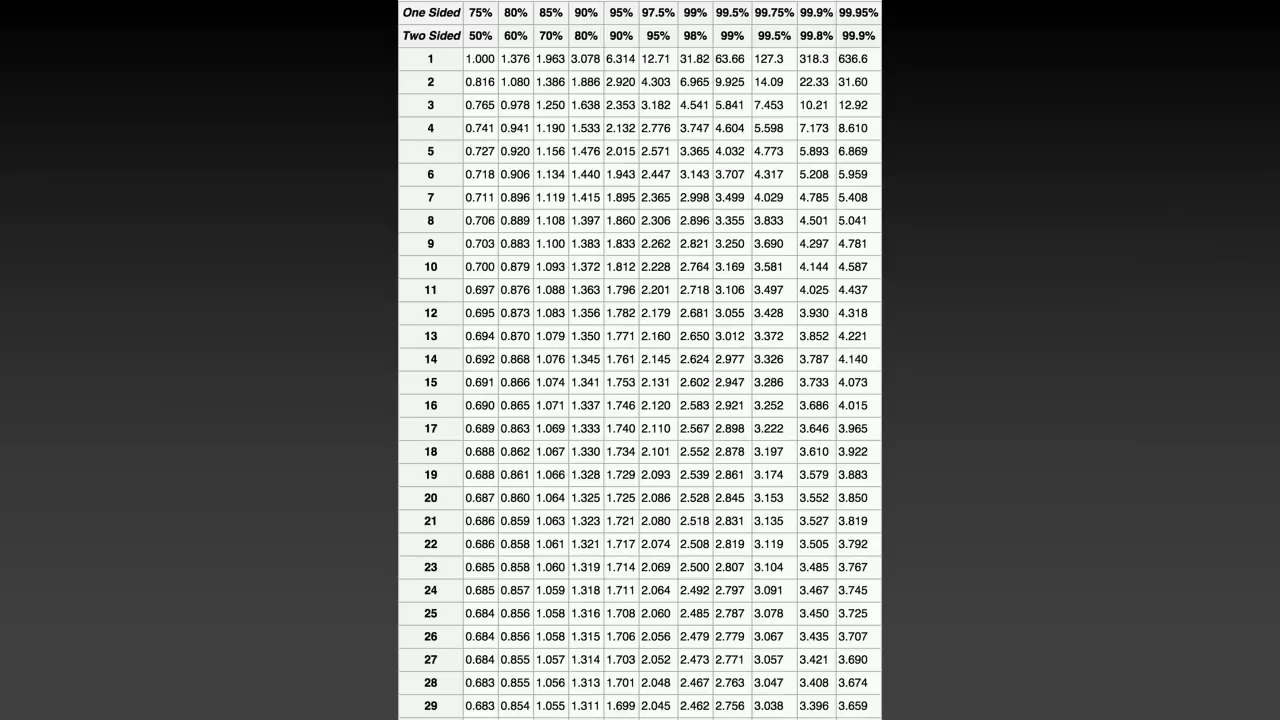 One Sided 75% 80% 85% 90% 95% 97.5% 99% 99.5% 99.75% 99.9% 99.95%
Two Sided 50% 60% 70% 80% 90% 95% 98% 99% 99.5% 99.8% 99.9%
1 1.000 1.376 1.963 3.078 6.314 12.71 31.82 63.66 127.3 318.3 636.6
2 0.816 1.080 1.386 1.886 2.920 4.303 6.965 9.925 14.09 22.33 31.60
3 0.765 0.978 1.250 1.638 2.353 3.182 4.541 5.841 7.453 10.21 12.92
4 0.741 0.941 1.190 1.533 2.132 2.776 3.747 4.604 5.598 7.173 8.610
5 0.727 0.920 1.156 1.476 2.015 2.571 3.365 4.032 4.773 5.893 6.869
6 0.718 0.906 1.134 1.440 1.943 2.447 3.143 3.707 4.317 5.208 5.959
7 0.711 0.896 1.119 1.415 1.895 2.365 2.998 3.499 4.029 4.785 5.408
8 0.706 0.889 1.108 1.397 1.860 2.306 2.896 3.355 3.833 4.501 5.041
9 0.703 0.883 1.100 1.383 1.833 2.262 2.821 3.250 3.690 4.297 4.781
10 0.700 0.879 1.093 1.372 1.812 2.228 2.764 3.169 3.581 4.144 4.587
11 0.697 0.876 1.088 1.363 1.796 2.201 2.718 3.106 3.497 4.025 4.437
12 0.695 0.873 1.083 1.356 1.782 2.179 2.681 3.055 3.428 3.930 4.318
13 0.694 0.870 1.079 1.350 1.771 2.160 2.650 3.012 3.372 3.852 4.221
14 0.692 0.868 1.076 1.345 1.761 2.145 2.624 2.977 3.326 3.787 4.140
15 0.691 0.866 1.074 1.341 1.753 2.131 2.602 2.947 3.286 3.733 4.073
16 0.690 0.865 1.071 1.337 1.746 2.120 2.583 2.921 3.252 3.686 4.015
17 0.689 0.863 1.069 1.333 1.740 2.110 2.567 2.898 3.222 3.646 3.965
18 0.688 0.862 1.067 1.330 1.734 2.101 2.552 2.878 3.197 3.610 3.922
19 0.688 0.861 1.066 1.328 1.729 2.093 2.539 2.861 3.174 3.579 3.883
20 0.687 0.860 1.064 1.325 1.725 2.086 2.528 2.845 3.153 3.552 3.850
21 0.686 0.859 1.063 1.323 1.721 2.080 2.518 2.831 3.135 3.527 3.819
22 0.686 0.858 1.061 1.321 1.717 2.074 2.508 2.819 3.119 3.505 3.792
23 0.685 0.858 1.060 1.319 1.714 2.069 2.500 2.807 3.104 3.485 3.767
24 0.685 0.857 1.059 1.318 1.711 2.064 2.492 2.797 3.091 3.467 3.745
25 0.684 0.856 1.058 1.316 1.708 2.060 2.485 2.787 3.078 3.450 3.725
26 0.684 0.856 1.058 1.315 1.706 2.056 2.479 2.779 3.067 3.435 3.707
27 0.684 0.855 1.057 1.314 1.703 2.052 2.473 2.771 3.057 3.421 3.690
28 0.683 0.855 1.056 1.313 1.701 2.048 2.467 2.763 3.047 3.408 3.674
29 0.683 0.854 1.055 1.311 1.699 2.045 2.462 2.756 3.038 3.396 3.659